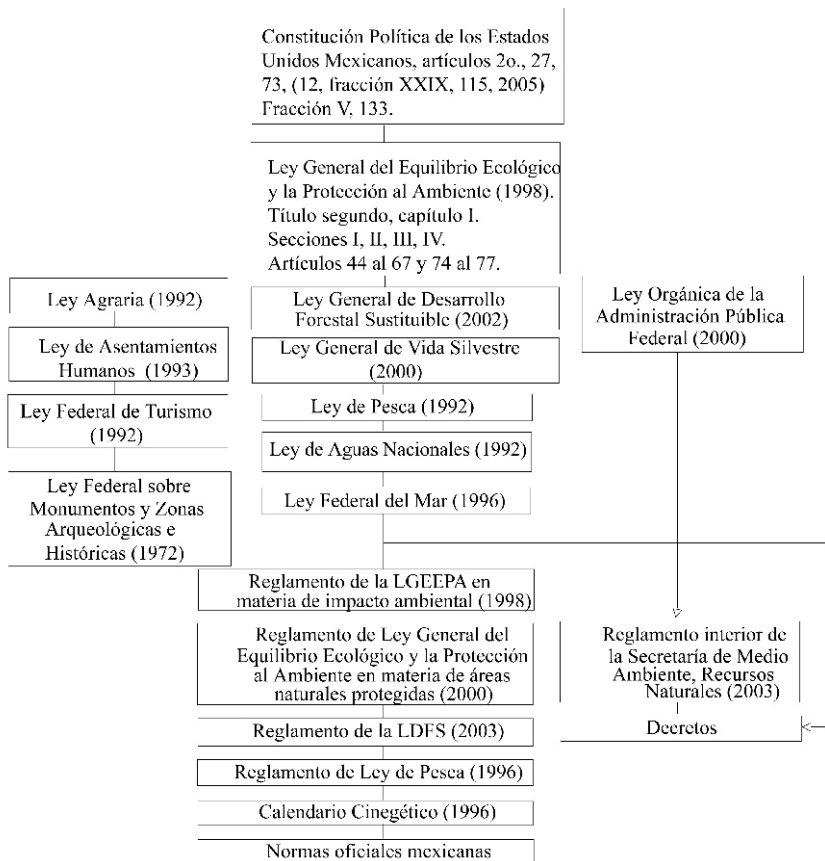 Constitución Política de los Estados
Unidos Mexicanos, artículos 2o., 27,
73, (12, fracción XXIX, 115, 2005)
Fracción V, 133.
Ley General del Equilibrio Ecológico
y la Protección al Ambiente (1998).
Título segundo, capítulo I.
Secciones I, II, III, IV.
Artículos 44 al 67 y 74 al 77.
Ley Agraria (1992)
Ley de Asentamientos
Humanos (1993)
Ley Federal de Turismo
(1992)
Ley Federal sobre
Monumentos y Zonas
Arqueológicas e
Históricas (1972)
Ley General de Desarrollo
Forestal Sustituible (2002)
Ley General de Vida Silvestre
(2000)
Ley de Pesca (1992)
Ley de Aguas Nacionales (1992)
Ley Federal del Mar (1996)
Ley Orgánica de la
Administración Pública
Federal (2000)
Reglamento de la LGEEPA en
materia de impacto ambiental (1998)
Reglamento de Ley General del
Equilibrio Ecológico y la Protección
al Ambiente en materia de áreas
naturales protegidas (2000)
Reglamento de la LDFS (2003)
Reglamento de Ley de Pesca (1996)
Calendario Cinegético (1996)
Normas oficiales mexicanas
Reglamento interior de
la Secretaría de Medio
Ambiente, Recursos
Naturales (2003)
Decretos